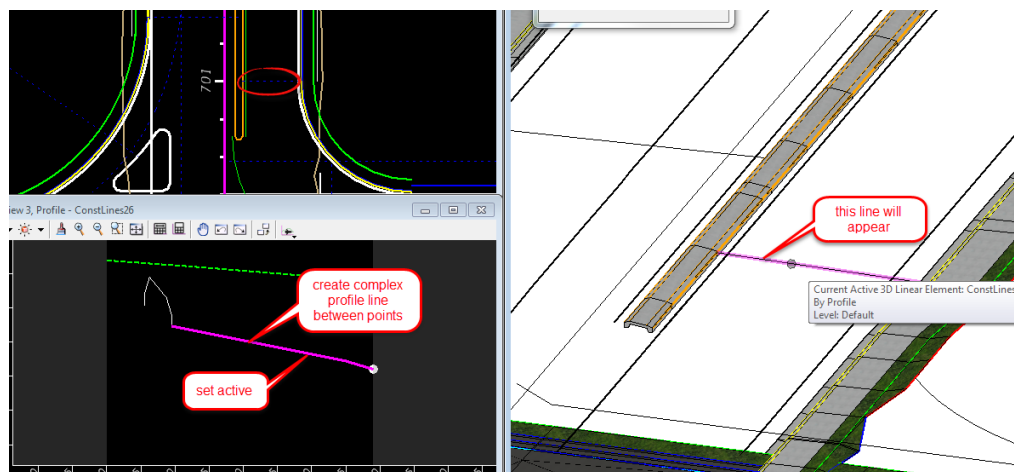 701
iew 3, Profile - ConstLines26
create complex
profile line
between points
set active
this line will
appear
Current Active 3D Linear Element: ConstLines
By Profile
Level: Default